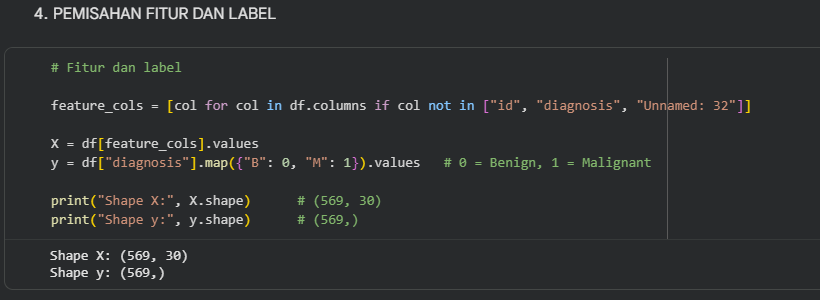 4. PEMISAHAN FITUR DAN LABEL
# Fitur dan label
feature_cols = [col for col in df.columns if col not in ["id", "diagnosis", "Unnamed: 32"]]
X = df[feature_cols].values
y = df["diagnosis"].map({"B": 0, "M": 1}).values   # 0 = Benign, 1 = Malignant
print("Shape X:", X.shape)      # (569, 30)
print("Shape y:", y.shape)      # (569,)
Shape X: (569, 30)
Shape y: (569,)